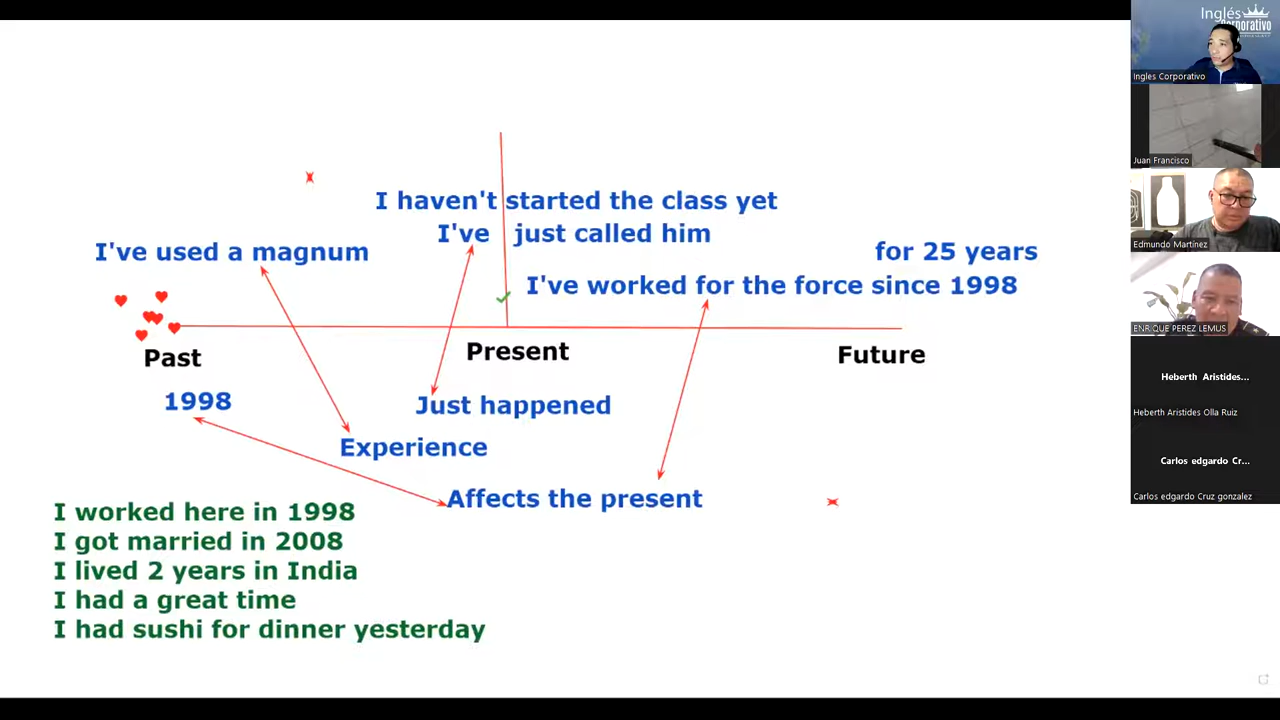 I haven't started the class yet
I've just called him
I've used a magnum
for 25 years
I've worked for the force since 1998
Past
Present
Future
1998
Just happened
Experience
Affects the present
I worked here in 1998
I got married in 2008
I lived 2 years in India
I had a great time
I had sushi for dinner yesterday
Inglés
Corporativo
Ingles Corporativo
Juan Francisco
Edmundo Martínez
ENRIQUE PEREZ LEMUS
Heberth Aristides...
Heberth Aristides Olla Ruiz
Carlos edgardo Cr...
Carlos edgardo Cruz gonzalez